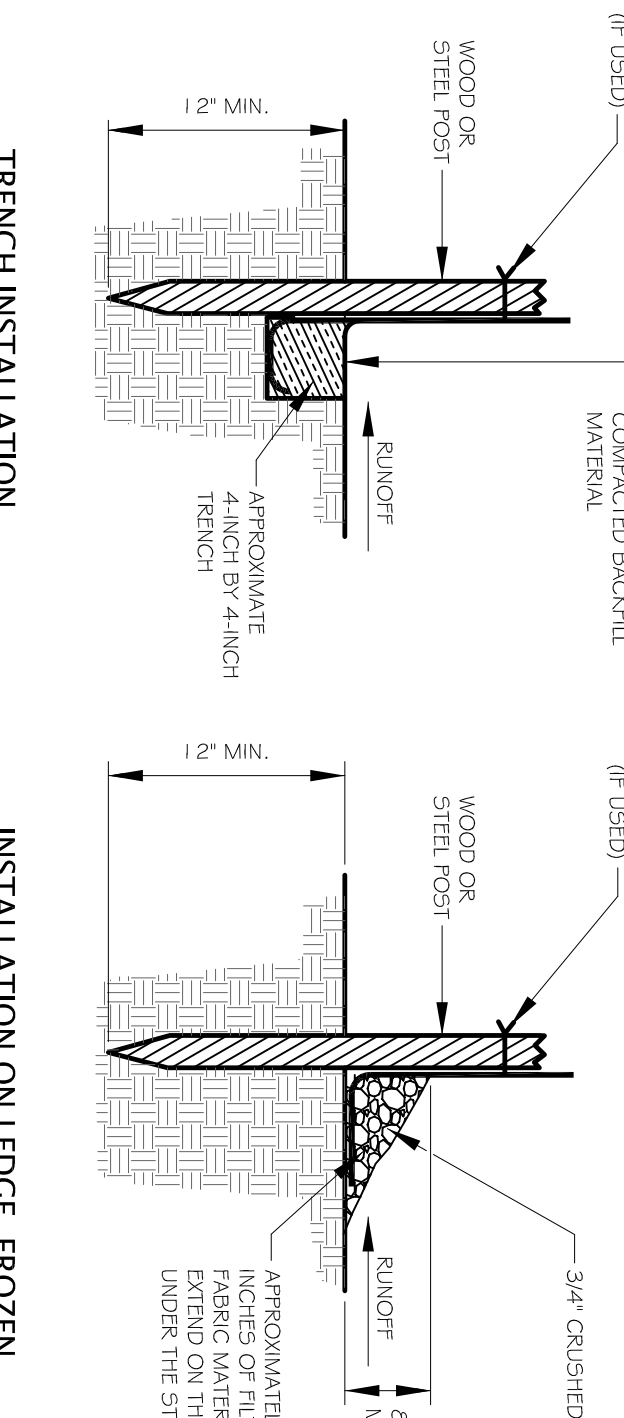 (IF USED)
WOOD OR
STEEL POST
12" MIN.
COMPACTED BACKFILL
MATERIAL
RUNOFF
APPROXIMATE
4-INCH BY 4-INCH
TRENCH
TRENCH INSTALLATION
(IF USED)
WOOD OR
STEEL POST
12" MIN.
3/4" CRUSHED
RUNOFF
APPROXIMATEL
INCHES OF FIL
FABRIC MATER
EXTEND ON TH
UNDER THE ST
INSTALLATION ON LEDGE, FROZEN